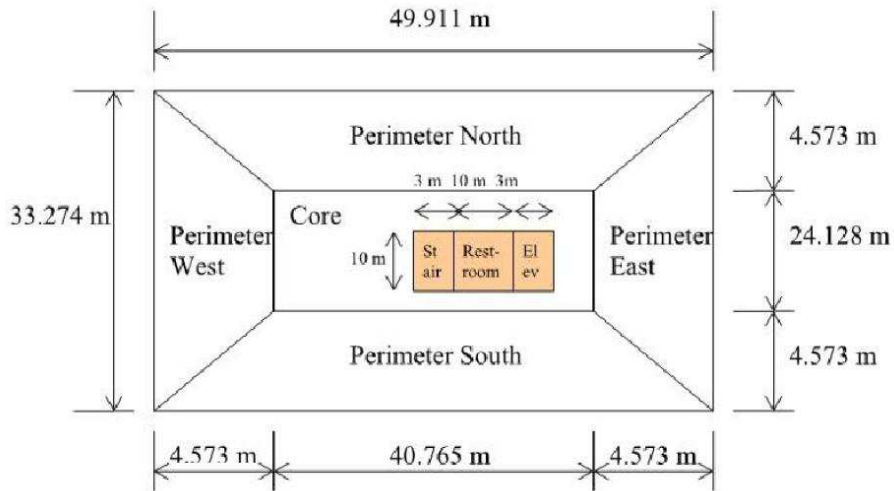 49.911 m
Perimeter North
4.573 m
3 m 10 m 3m
33.274 m
Core
Perimeter
West
10 m
St
air
Rest-
room
El
ev
Perimeter
East
24.128 m
Perimeter South
4.573 m
4.573 m
40.765 m
4.573 m